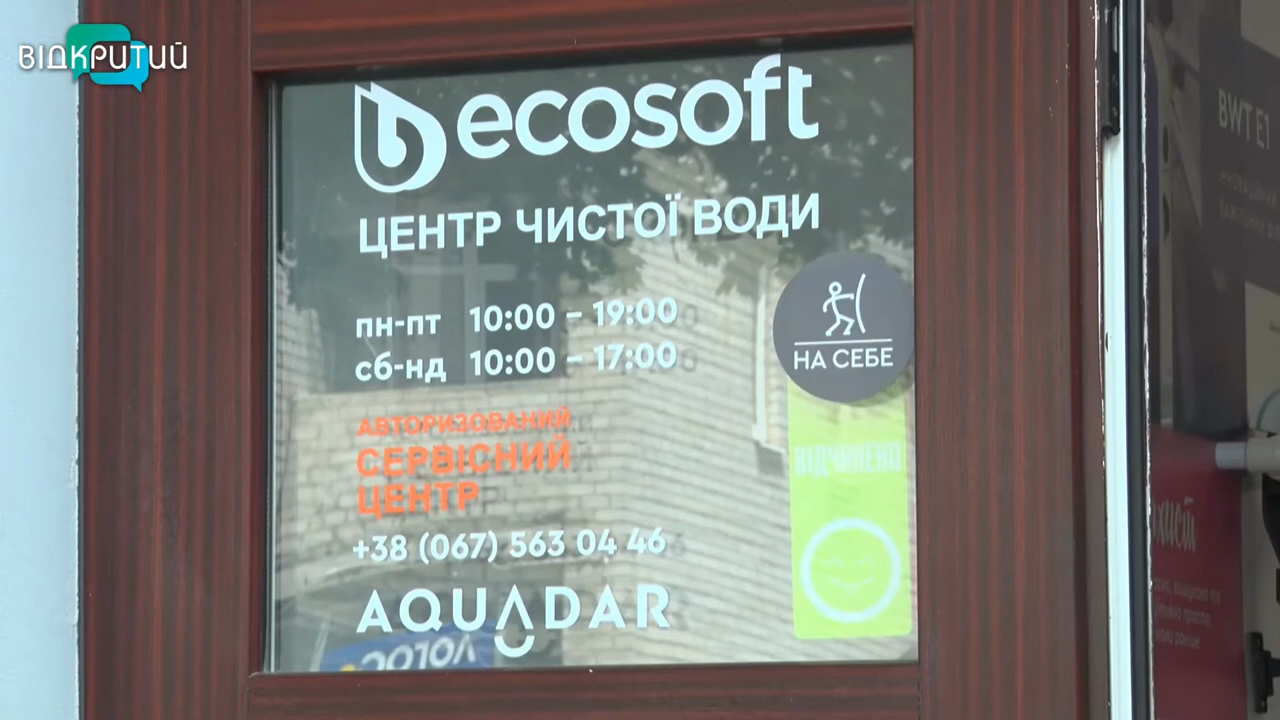 ВІДКРИТИЙ
ecosoft
ЦЕНТР ЧИСТОЇ ВОДИ
пн-пт 10:00 – 19:00
сб-нд 10:00 – 17:00
НА СЕБЕ
АВТОРИЗОВАНИЙ
СЕРВІСНИЙ
ЦЕНТР
ВІДЧИНЕНО
+38 (067) 563 04 46
AQUADAR
BWT E1